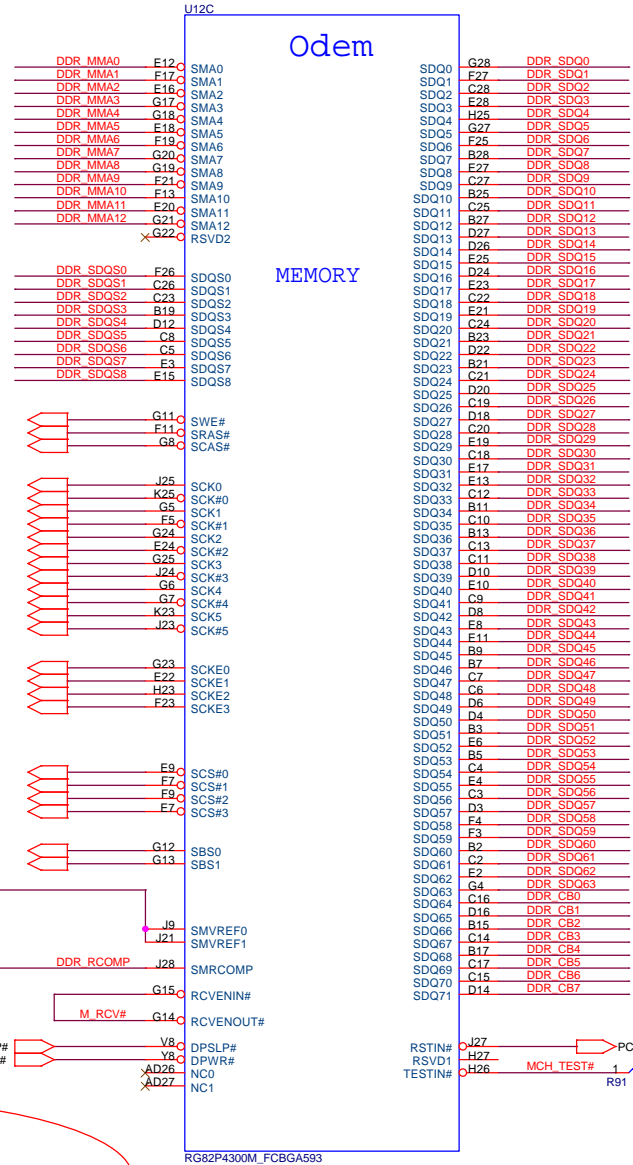 U12C
Odem
MEMORY
DDR_MMA0 E12 SMA0
DDR_MMA1 F17 SMA1
DDR_MMA2 E16 SMA2
DDR_MMA3 G17 SMA3
DDR_MMA4 G18 SMA4
DDR_MMA5 E18 SMA5
DDR_MMA6 F19 SMA6
DDR_MMA7 G20 SMA7
DDR_MMA8 G19 SMA8
DDR_MMA9 F21 SMA9
DDR_MMA10 F13 SMA10
DDR_MMA11 E20 SMA11
DDR_MMA12 G21 SMA12
G22 RSVD2
DDR_SDQS0 F26 SDQS0
DDR_SDQS1 C26 SDQS1
DDR_SDQS2 C23 SDQS2
DDR_SDQS3 B19 SDQS3
DDR_SDQS4 D12 SDQS4
DDR_SDQS5 C8 SDQS5
DDR_SDQS6 C5 SDQS6
DDR_SDQS7 F3 SDQS7
DDR_SDQS8 E15 SDQS8
G11 SWE#
F11 SRAS#
G8 SCAS#
J25 SCK0
K25 SCK#0
G5 SCK1
F5 SCK#1
G24 SCK2
E24 SCK#2
G25 SCK3
J24 SCK#3
G6 SCK4
G7 SCK#4
K23 SCK5
J23 SCK#5
G23 SCKE0
E22 SCKE1
H23 SCKE2
F23 SCKE3
E9 SCS#0
F7 SCS#1
F9 SCS#2
E7 SCS#3
G12 SBS0
G13 SBS1
J9 SMVREF0
J21 SMVREF1
DDR_RCOMP J28 SMRCOMP
G15 RCVENIN#
M_RCV# G14 RCVENOUT#
P# V8 DPSLP#
# Y8 DPWR#
AD26 NC0
AD27 NC1
SDQ0 G28 DDR_SDQ0
SDQ1 F27 DDR_SDQ1
SDQ2 C28 DDR_SDQ2
SDQ3 E28 DDR_SDQ3
SDQ4 H25 DDR_SDQ4
SDQ5 G27 DDR_SDQ5
SDQ6 F25 DDR_SDQ6
SDQ7 B28 DDR_SDQ7
SDQ8 E27 DDR_SDQ8
SDQ9 C27 DDR_SDQ9
SDQ10 B25 DDR_SDQ10
SDQ11 C25 DDR_SDQ11
SDQ12 B27 DDR_SDQ12
SDQ13 D27 DDR_SDQ13
SDQ14 D26 DDR_SDQ14
SDQ15 E25 DDR_SDQ15
SDQ16 D24 DDR_SDQ16
SDQ17 E23 DDR_SDQ17
SDQ18 C22 DDR_SDQ18
SDQ19 E21 DDR_SDQ19
SDQ20 C24 DDR_SDQ20
SDQ21 B23 DDR_SDQ21
SDQ22 D22 DDR_SDQ22
SDQ23 B21 DDR_SDQ23
SDQ24 C21 DDR_SDQ24
SDQ25 D20 DDR_SDQ25
SDQ26 C19 DDR_SDQ26
SDQ27 D18 DDR_SDQ27
SDQ28 C20 DDR_SDQ28
SDQ29 E19 DDR_SDQ29
SDQ30 C18 DDR_SDQ30
SDQ31 E17 DDR_SDQ31
SDQ32 E13 DDR_SDQ32
SDQ33 C12 DDR_SDQ33
SDQ34 B11 DDR_SDQ34
SDQ35 C10 DDR_SDQ35
SDQ36 B13 DDR_SDQ36
SDQ37 C13 DDR_SDQ37
SDQ38 C11 DDR_SDQ38
SDQ39 D10 DDR_SDQ39
SDQ40 E10 DDR_SDQ40
SDQ41 C9 DDR_SDQ41
SDQ42 D8 DDR_SDQ42
SDQ43 E8 DDR_SDQ43
SDQ44 E11 DDR_SDQ44
SDQ45 B9 DDR_SDQ45
SDQ46 B7 DDR_SDQ46
SDQ47 C7 DDR_SDQ47
SDQ48 C6 DDR_SDQ48
SDQ49 D6 DDR_SDQ49
SDQ50 D4 DDR_SDQ50
SDQ51 B3 DDR_SDQ51
SDQ52 E6 DDR_SDQ52
SDQ53 B5 DDR_SDQ53
SDQ54 C4 DDR_SDQ54
SDQ55 E4 DDR_SDQ55
SDQ56 C3 DDR_SDQ56
SDQ57 D3 DDR_SDQ57
SDQ58 F4 DDR_SDQ58
SDQ59 F3 DDR_SDQ59
SDQ60 B2 DDR_SDQ60
SDQ61 C2 DDR_SDQ61
SDQ62 E2 DDR_SDQ62
SDQ63 G4 DDR_SDQ63
SDQ64 C16 DDR_CB0
SDQ65 D16 DDR_CB1
SDQ66 B15 DDR_CB2
SDQ67 C14 DDR_CB3
SDQ68 B17 DDR_CB4
SDQ69 C17 DDR_CB5
SDQ70 C15 DDR_CB6
SDQ71 D14 DDR_CB7
RSTIN# J27 PC
RSVD1 H27
TESTIN# H26 MCH_TEST# 1
R91
RG82P4300M_FCBGA593